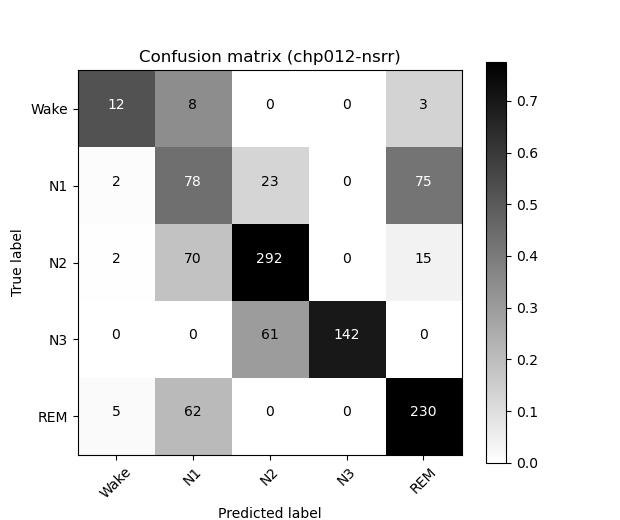 Confusion matrix (chp012-nsrr)
True label
Wake 12 8 0 0 3
N1 2 78 23 0 75
N2 2 70 292 0 15
N3 0 0 61 142 0
REM 5 62 0 0 230
Wake N1 N2 N3 REM
Predicted label
0.7
0.6
0.5
0.4
0.3
0.2
0.1
0.0